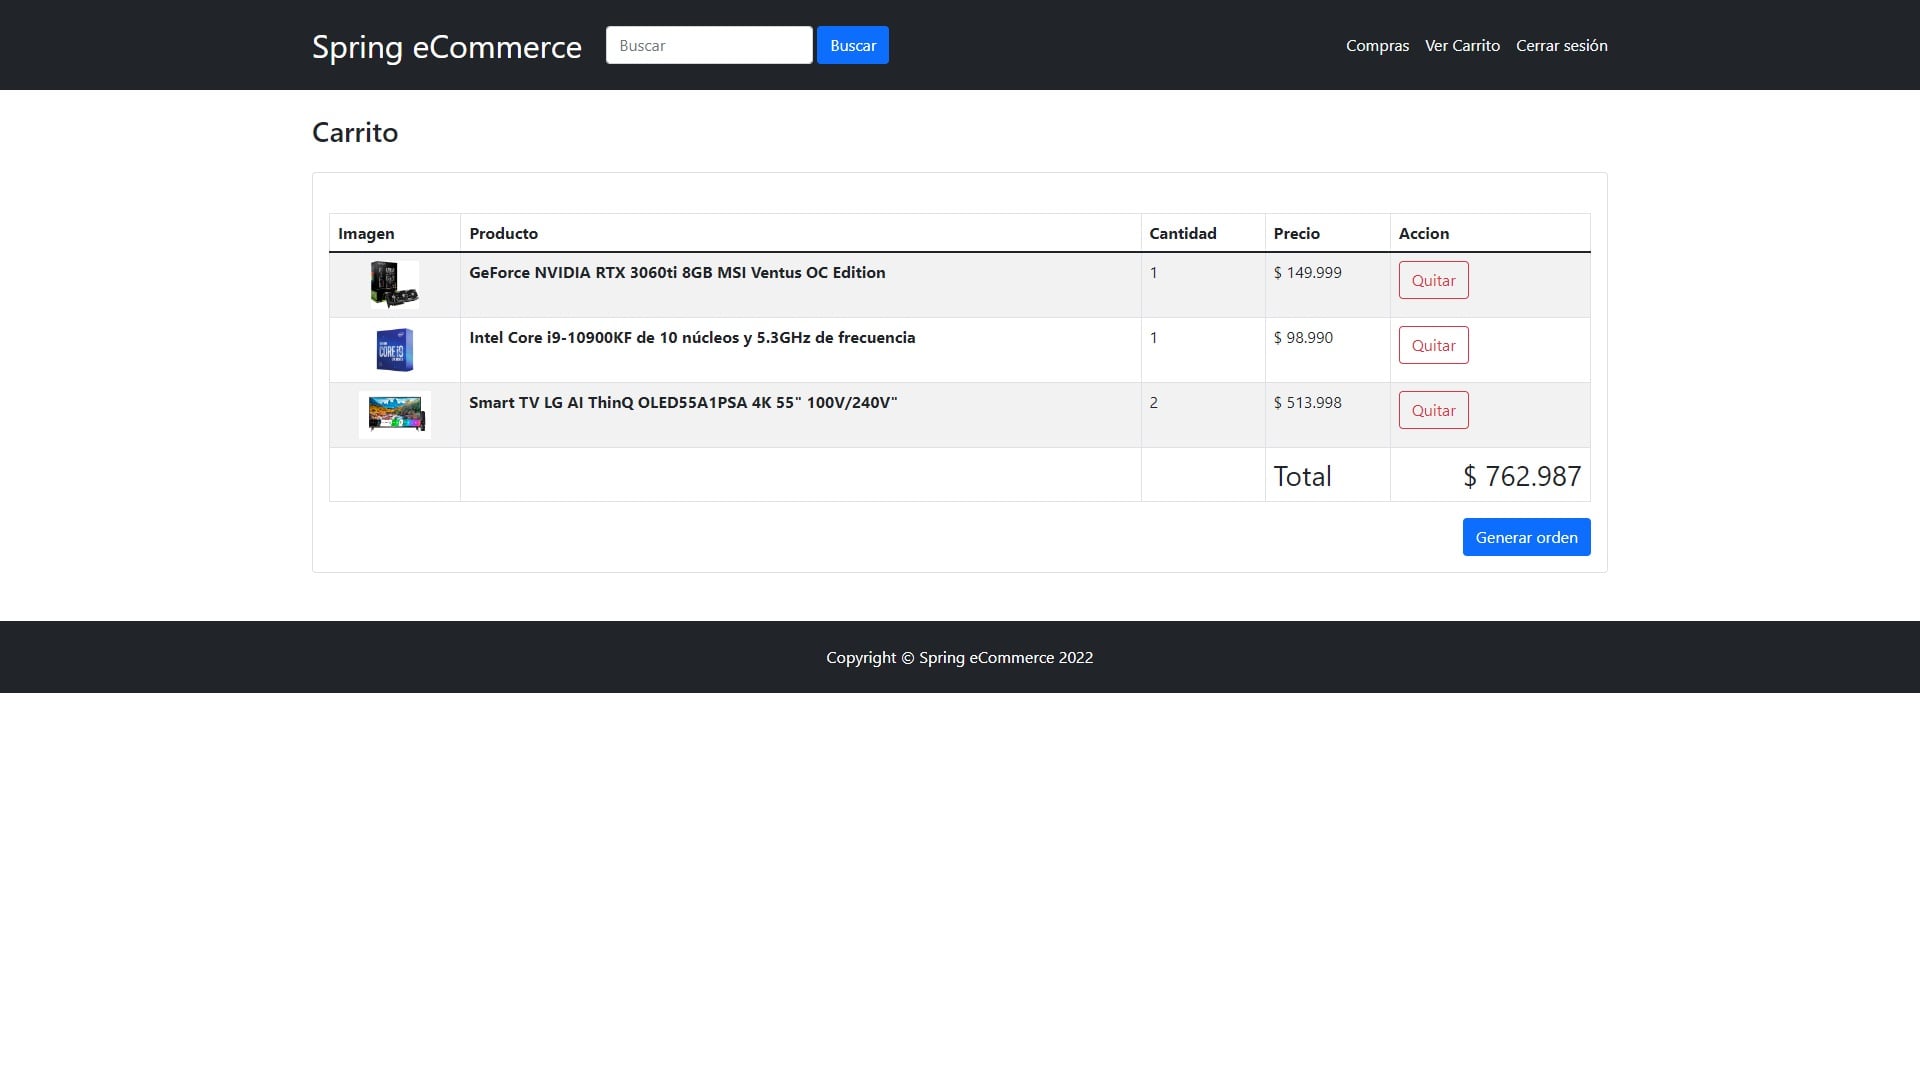 Spring eCommerce Buscar Buscar Compras Ver Carrito Cerrar sesión
Carrito
Imagen Producto Cantidad Precio Accion
GeForce NVIDIA RTX 3060ti 8GB MSI Ventus OC Edition 1 $ 149.999 Quitar
Intel Core i9-10900KF de 10 núcleos y 5.3GHz de frecuencia 1 $ 98.990 Quitar
Smart TV LG AI ThinQ OLED55A1PSA 4K 55" 100V/240V" 2 $ 513.998 Quitar
Total $ 762.987
Generar orden
Copyright © Spring eCommerce 2022